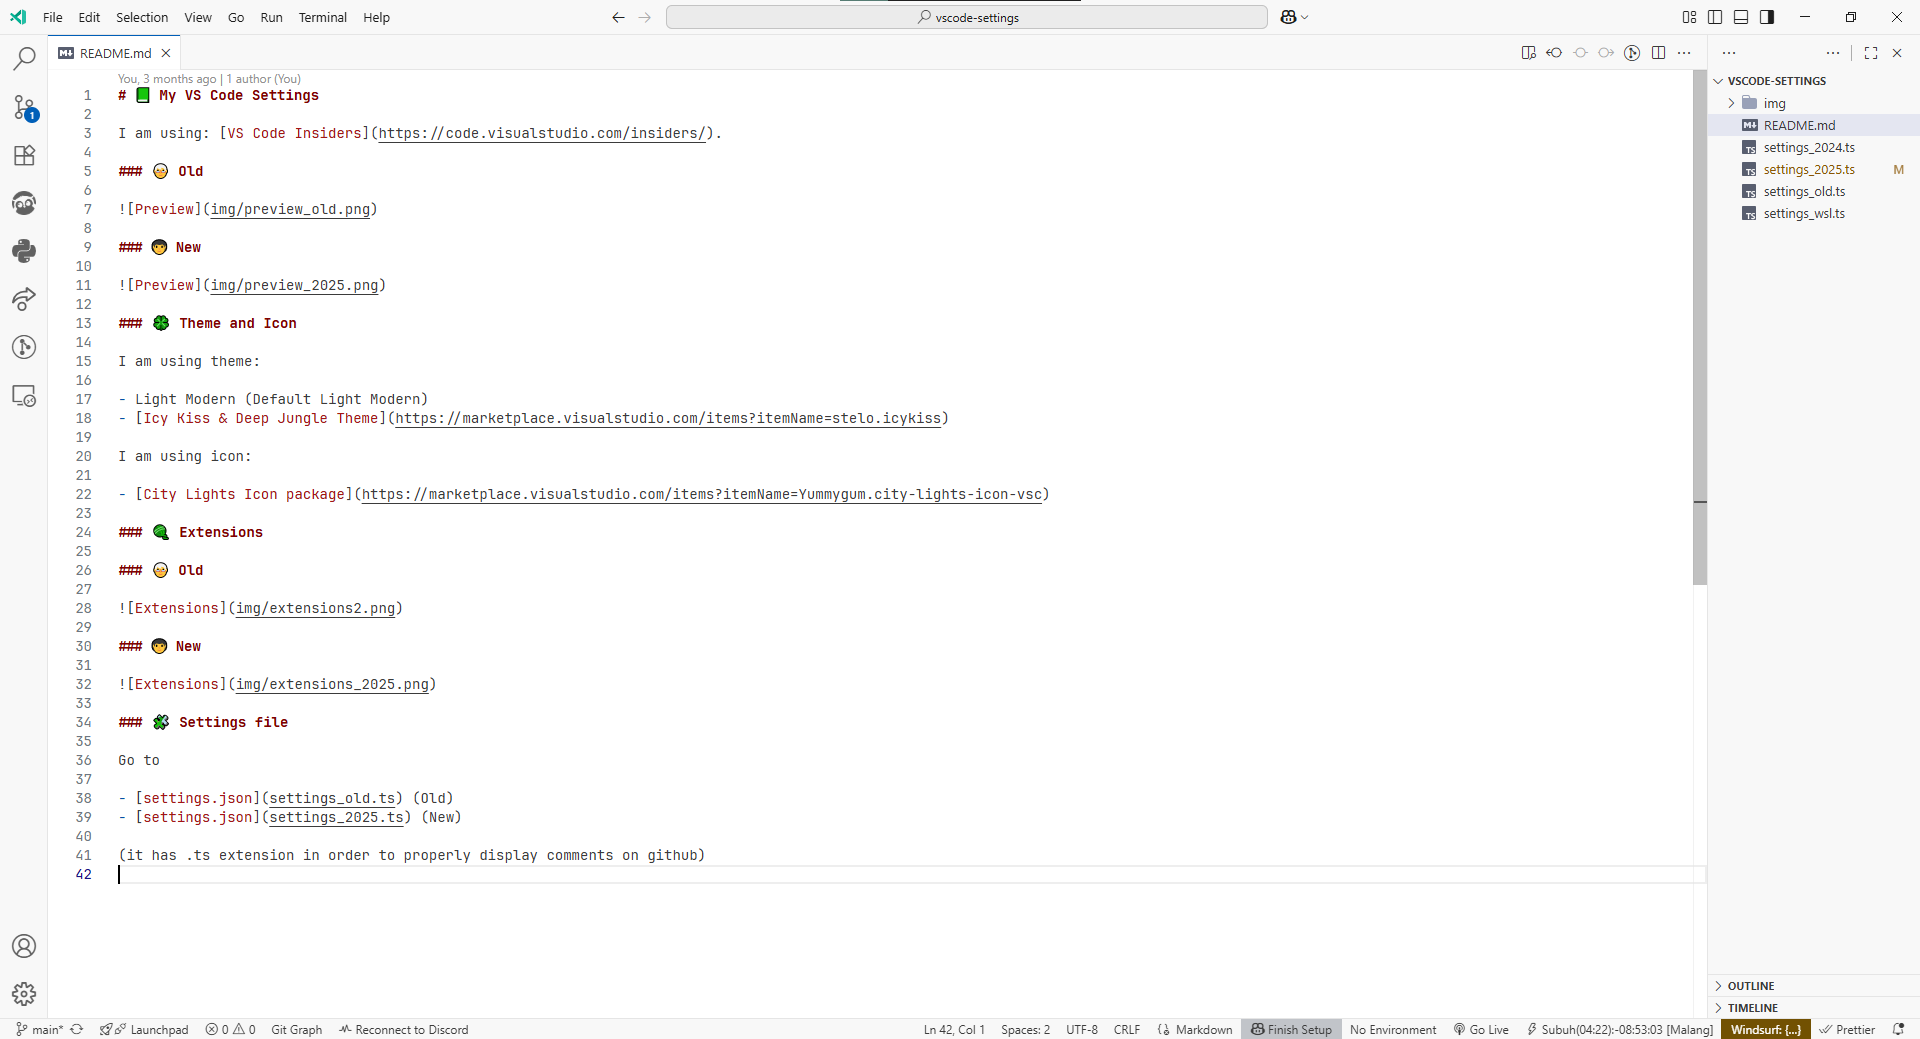 File Edit Selection View Go Run Terminal Help
vscode-settings
README.md
You, 3 months ago | 1 author (You)
1 # 📗 My VS Code Settings
2
3 I am using: [VS Code Insiders](https://code.visualstudio.com/insiders/).
4
5 ### 👴 Old
6
7 ![Preview](img/preview_old.png)
8
9 ### 👦 New
10
11 ![Preview](img/preview_2025.png)
12
13 ### 🍀 Theme and Icon
14
15 I am using theme:
16
17 - Light Modern (Default Light Modern)
18 - [Icy Kiss & Deep Jungle Theme](https://marketplace.visualstudio.com/items?itemName=stelo.icykiss)
19
20 I am using icon:
21
22 - [City Lights Icon package](https://marketplace.visualstudio.com/items?itemName=Yummygum.city-lights-icon-vsc)
23
24 ### Extensions
25
26 ### 👴 Old
27
28 ![Extensions](img/extensions2.png)
29
30 ### 👦 New
31
32 ![Extensions](img/extensions_2025.png)
33
34 ### 🧩 Settings file
35
36 Go to
37
38 - [settings.json](settings_old.ts) (Old)
39 - [settings.json](settings_2025.ts) (New)
40
41 (it has .ts extension in order to properly display comments on github)
42
VSCODE-SETTINGS
img
README.md
settings_2024.ts
settings_2025.ts M
settings_old.ts
settings_wsl.ts
OUTLINE
TIMELINE
1
main* Launchpad 0 0 Git Graph Reconnect to Discord
Ln 42, Col 1 Spaces: 2 UTF-8 CRLF Markdown Finish Setup No Environment Go Live Subuh(04:22):-08:53:03 [Malang] Windsurf: {...} Prettier